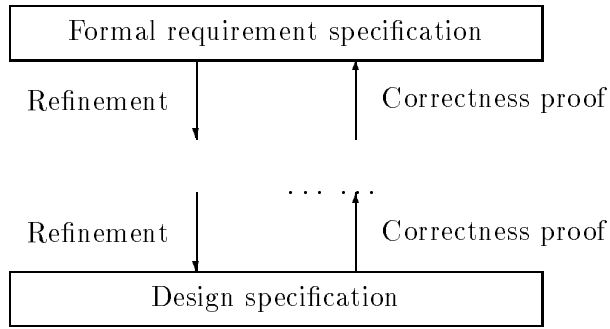 Formal requirement specification
Refinement
Correctness proof
... ...
Refinement
Correctness proof
Design specification